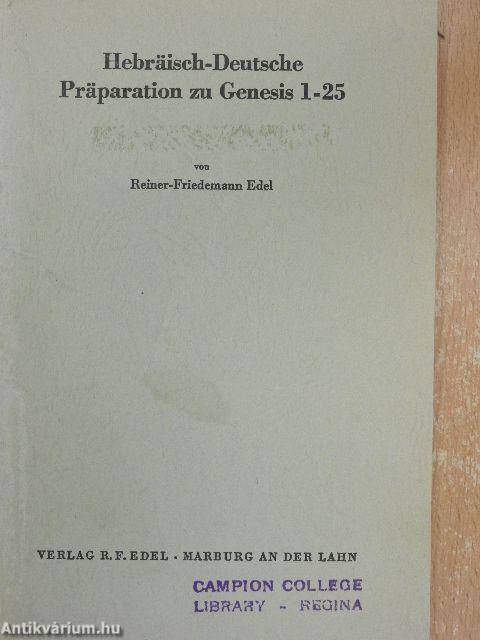 Hebräisch-Deutsche
Präparation zu Genesis 1-25
von
Reiner-Friedemann Edel
VERLAG R. F. EDEL · MARBURG AN DER LAHN
CAMPION COLLEGE
LIBRARY - REGINA
Antikvárium.hu